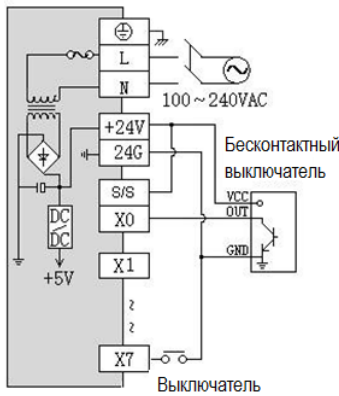 L
N
100~240VAC
+24V
24G
S/S
X0
X1
~
~
X7
DC
DC
+5V
Бесконтактный
выключатель
VCC
OUT
GND
Выключатель